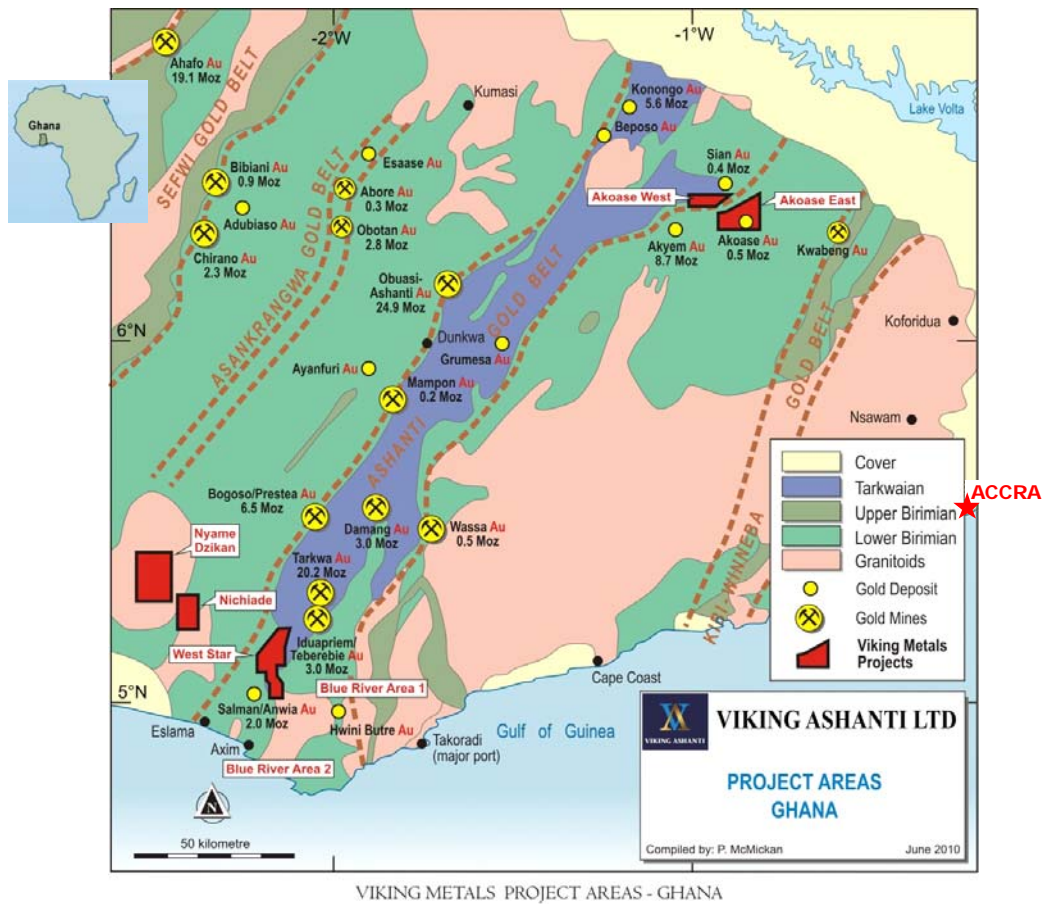 -2°W
-1°W
Ahafo Au
19.1 Moz
Ghana
SEFWI GOLD BELT
Kumasi
Konongo Au
5.6 Moz
Beposo Au
Lake Volta
Bibiani Au
0.9 Moz
Esaase Au
Abore Au
0.3 Moz
Sian Au
0.4 Moz
Akoase West
Akoase East
Adubiaso Au
Obotan Au
2.8 Moz
Chirano Au
2.3 Moz
Akyem Au
8.7 Moz
Akoase Au
0.5 Moz
Kwabeng Au
ASANKRANGWA GOLD BELT
Obuasi-
Ashanti Au
24.9 Moz
6°N
Dunkwa
Grumesa Au
Koforidua
Ayanfuri Au
Mampon Au
0.2 Moz
ASHANTI GOLD BELT
Nsawam
KIBI-WINNEBA GOLD BELT
Bogoso/Prestea Au
6.5 Moz
Damang Au
3.0 Moz
Wassa Au
0.5 Moz
Nyame
Dzikan
Tarkwa Au
20.2 Moz
Nichiade
Iduapriem/
Teberebie Au
3.0 Moz
West Star
Cape Coast
5°N
Salman/Anwia Au
2.0 Moz
Blue River Area 1
Hwini Butre Au
Eslama
Axim
Takoradi
(major port)
Gulf of Guinea
Blue River Area 2
N
50 kilometre
Cover
Tarkwaian
Upper Birimian
Lower Birimian
Granitoids
Gold Deposit
Gold Mines
Viking Metals
Projects
ACCRA
VIKING ASHANTI
VIKING ASHANTI LTD
PROJECT AREAS
GHANA
Compiled by: P. McMickan
June 2010
VIKING METALS PROJECT AREAS - GHANA